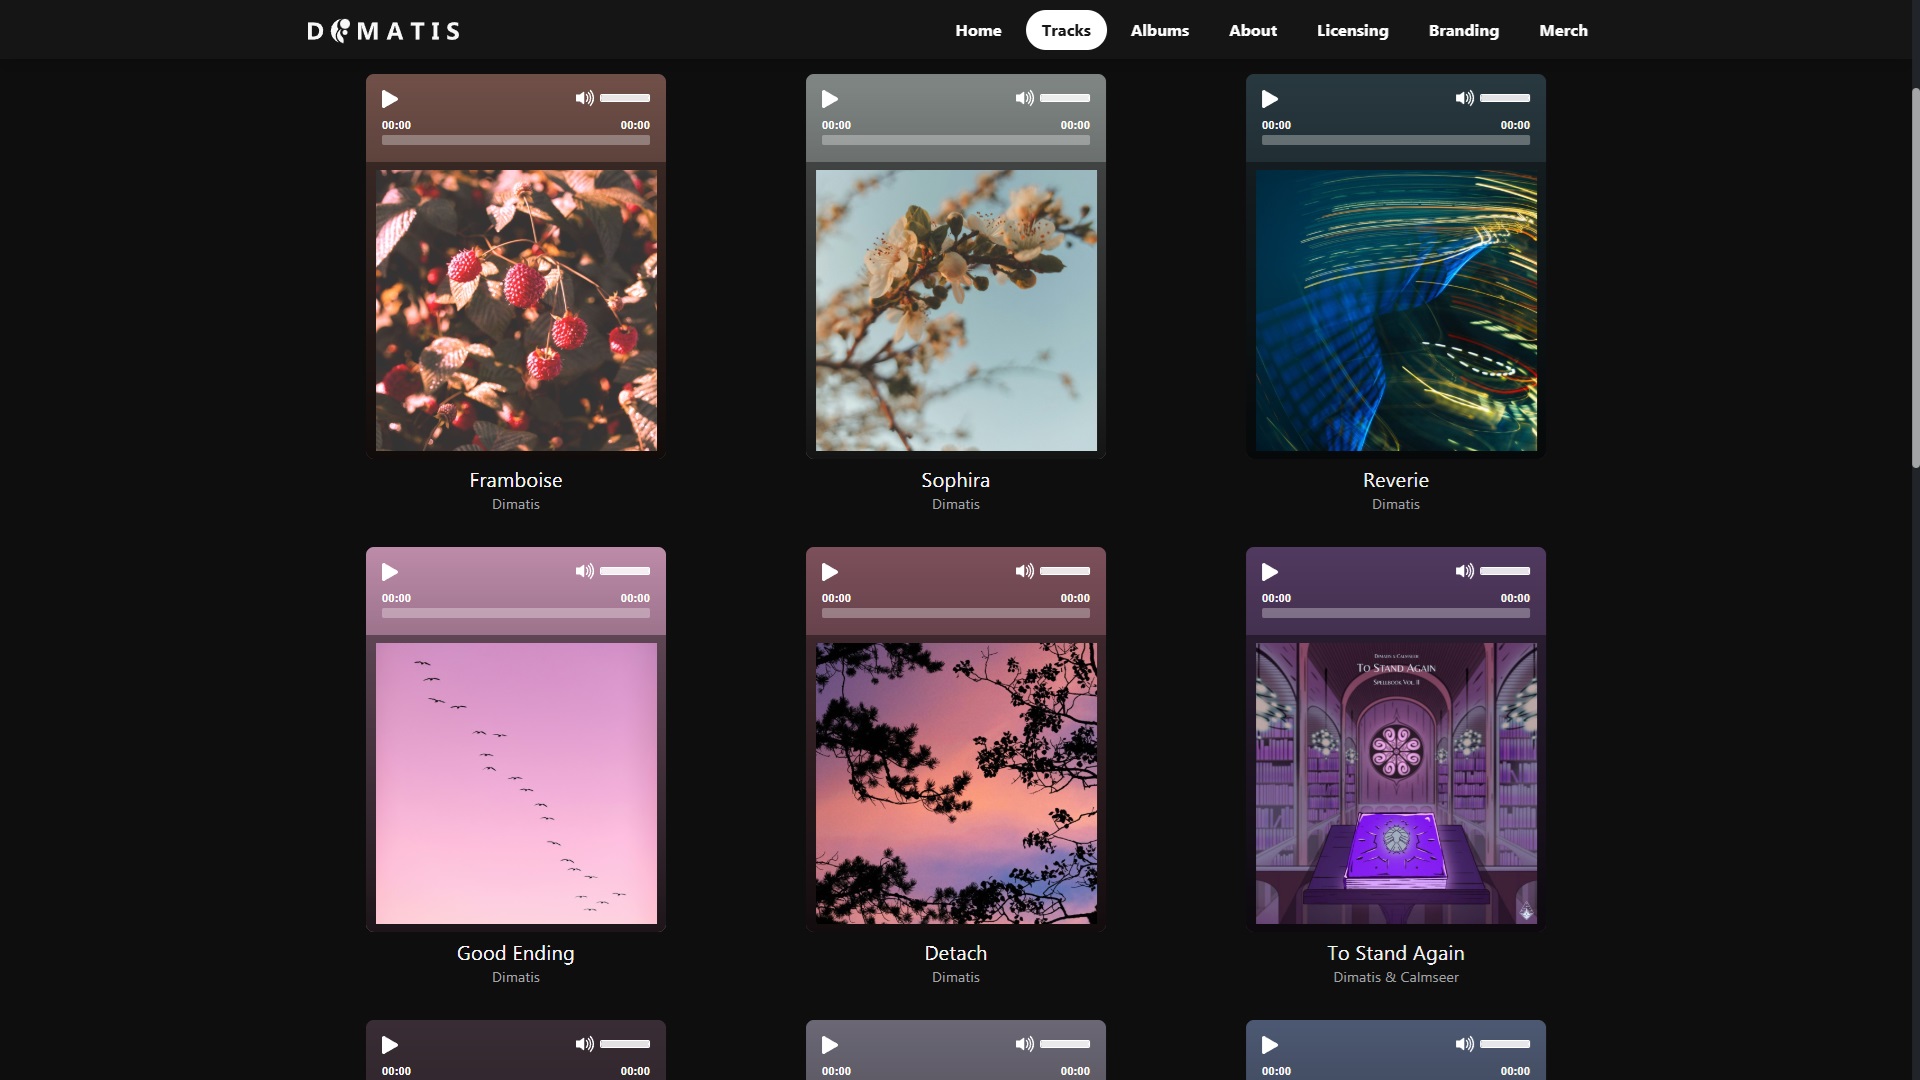 DIMATIS
Home Tracks Albums About Licensing Branding Merch
00:00 00:00
00:00 00:00
00:00 00:00
Framboise
Dimatis
Sophira
Dimatis
Reverie
Dimatis
00:00 00:00
00:00 00:00
00:00 00:00
DIMATIS & CALMSEER
TO STAND AGAIN
SPELLBOOK VOL. II
Good Ending
Dimatis
Detach
Dimatis
To Stand Again
Dimatis & Calmseer
00:00 00:00
00:00 00:00
00:00 00:00